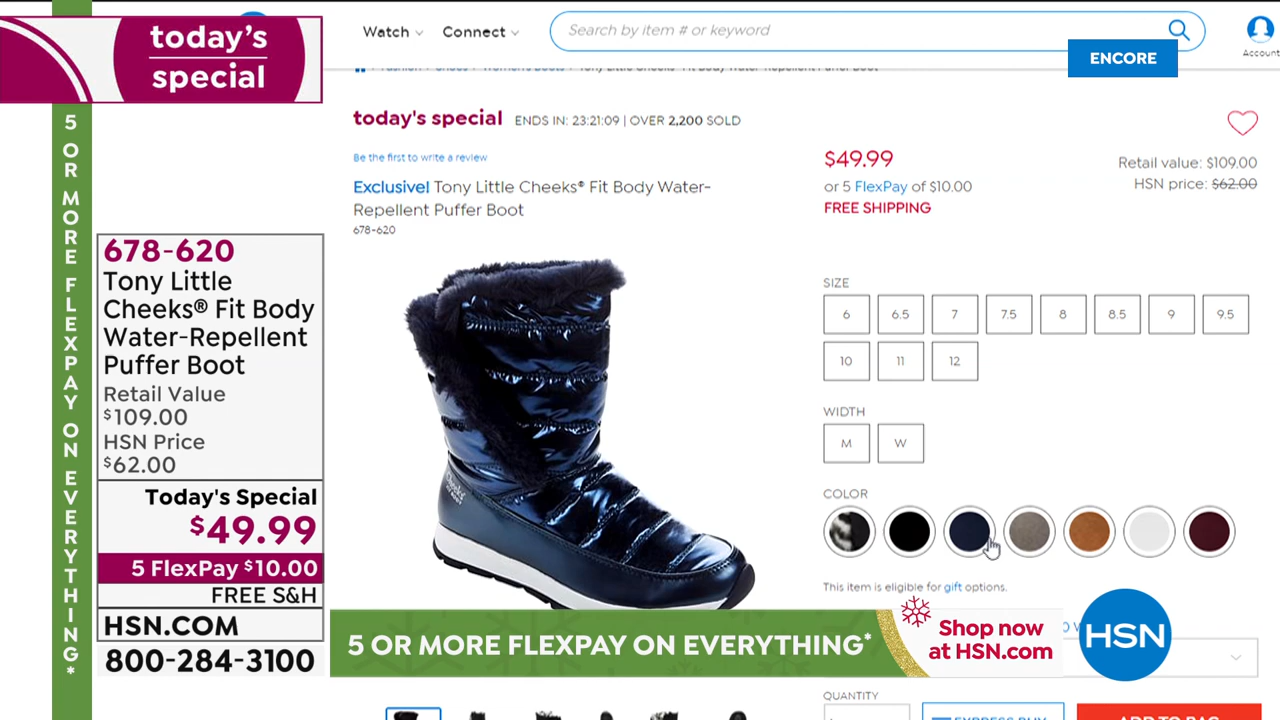 today's
special
5 OR MORE FLEXPAY ON EVERYTHING*
678-620
Tony Little
Cheeks® Fit Body
Water-Repellent
Puffer Boot
Retail Value
$109.00
HSN Price
$62.00
Today's Special
$49.99
5 FlexPay $10.00
FREE S&H
HSN.COM
800-284-3100
Watch
Connect
Search by item # or keyword
Account
ENCORE
today's special ENDS IN: 23:21:09 | OVER 2,200 SOLD
Be the first to write a review
Exclusive! Tony Little Cheeks® Fit Body Water-
Repellent Puffer Boot
678-620
Cheeks
$49.99
or 5 FlexPay of $10.00
FREE SHIPPING
Retail value: $109.00
HSN price: $62.00
SIZE
6 6.5 7 7.5 8 8.5 9 9.5
10 11 12
WIDTH
M W
COLOR
This item is eligible for gift options.
5 OR MORE FLEXPAY ON EVERYTHING*
Shop now
at HSN.com
HSN
QUANTITY
EXPRESS BUY
ADD TO BAG